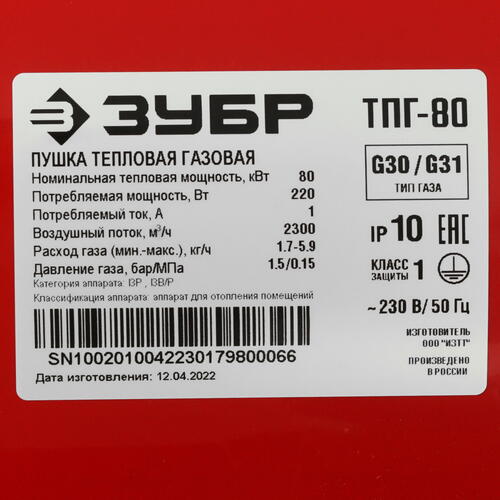 ЗУБР ТПГ-80
ПУШКА ТЕПЛОВАЯ ГАЗОВАЯ
Номинальная тепловая мощность, кВт 80
Потребляемая мощность, Вт 220
Потребляемый ток, А 1
Воздушный поток, м³/ч 2300
Расход газа (мин.-макс.), кг/ч 1.7-5.9
Давление газа, бар/МПа 1.5/0.15
Категория аппарата: I3P , I3B/P
Классификация аппарата: аппарат для отопления помещений
SN1002010042230179800066
Дата изготовления: 12.04.2022
G30/G31
ТИП ГАЗА
IP 10 ЕАС
КЛАСС ЗАЩИТЫ 1
~230 В/ 50 Гц
ИЗГОТОВИТЕЛЬ
ООО "ИЗТТ"
ПРОИЗВЕДЕНО
В РОССИИ